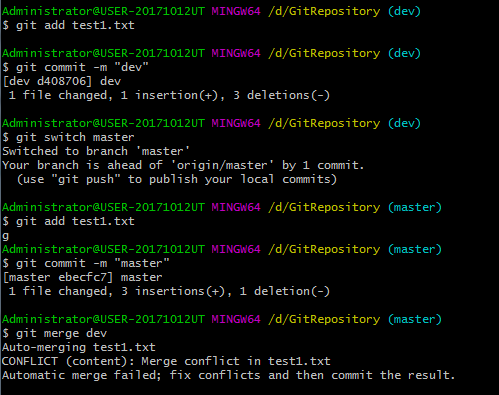 Administrator@USER-20171012UT MINGW64 /d/GitRepository (dev)
$ git add test1.txt
Administrator@USER-20171012UT MINGW64 /d/GitRepository (dev)
$ git commit -m "dev"
[dev d408706] dev
 1 file changed, 1 insertion(+), 3 deletions(-)
Administrator@USER-20171012UT MINGW64 /d/GitRepository (dev)
$ git switch master
Switched to branch 'master'
Your branch is ahead of 'origin/master' by 1 commit.
  (use "git push" to publish your local commits)
Administrator@USER-20171012UT MINGW64 /d/GitRepository (master)
$ git add test1.txt
g
Administrator@USER-20171012UT MINGW64 /d/GitRepository (master)
$ git commit -m "master"
[master ebecfc7] master
 1 file changed, 3 insertions(+), 1 deletion(-)
Administrator@USER-20171012UT MINGW64 /d/GitRepository (master)
$ git merge dev
Auto-merging test1.txt
CONFLICT (content): Merge conflict in test1.txt
Automatic merge failed; fix conflicts and then commit the result.